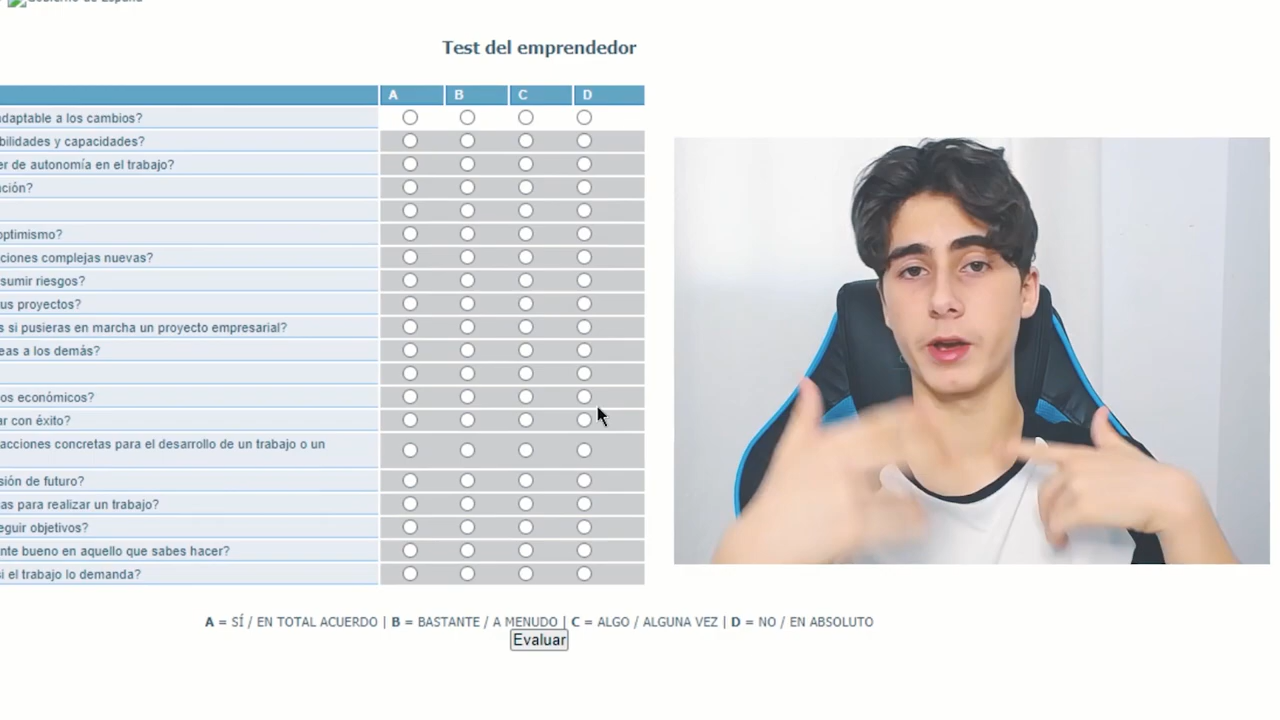 Gobierno de España
Test del emprendedor
A B C D
adaptable a los cambios?
bilidades y capacidades?
er de autonomía en el trabajo?
ción?
optimismo?
ciones complejas nuevas?
sumir riesgos?
us proyectos?
s si pusieras en marcha un proyecto empresarial?
eas a los demás?
os económicos?
ar con éxito?
acciones concretas para el desarrollo de un trabajo o un
sión de futuro?
as para realizar un trabajo?
eguir objetivos?
nte bueno en aquello que sabes hacer?
si el trabajo lo demanda?
A = SÍ / EN TOTAL ACUERDO | B = BASTANTE / A MENUDO | C = ALGO / ALGUNA VEZ | D = NO / EN ABSOLUTO
Evaluar